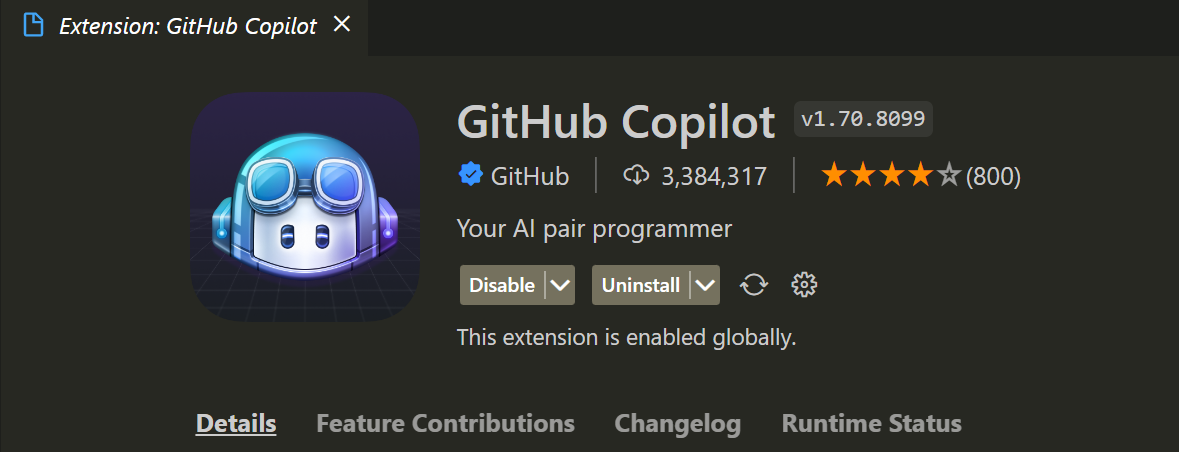 Extension: GitHub Copilot
GitHub Copilot v1.70.8099
GitHub 3,384,317 (800)
Your AI pair programmer
Disable Uninstall
This extension is enabled globally.
Details Feature Contributions Changelog Runtime Status